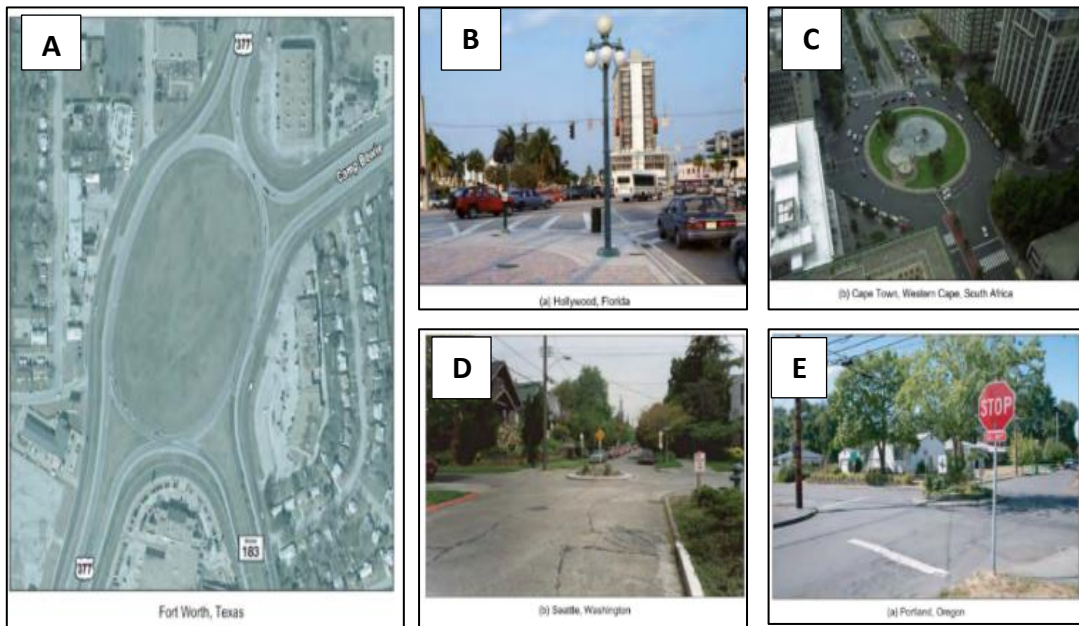 A
377
Camp Bowie
377
183
Fort Worth, Texas
B
(a) Hollywood, Florida
C
(b) Cape Town, Western Cape, South Africa
D
(b) Seattle, Washington
E
STOP
(a) Portland, Oregon